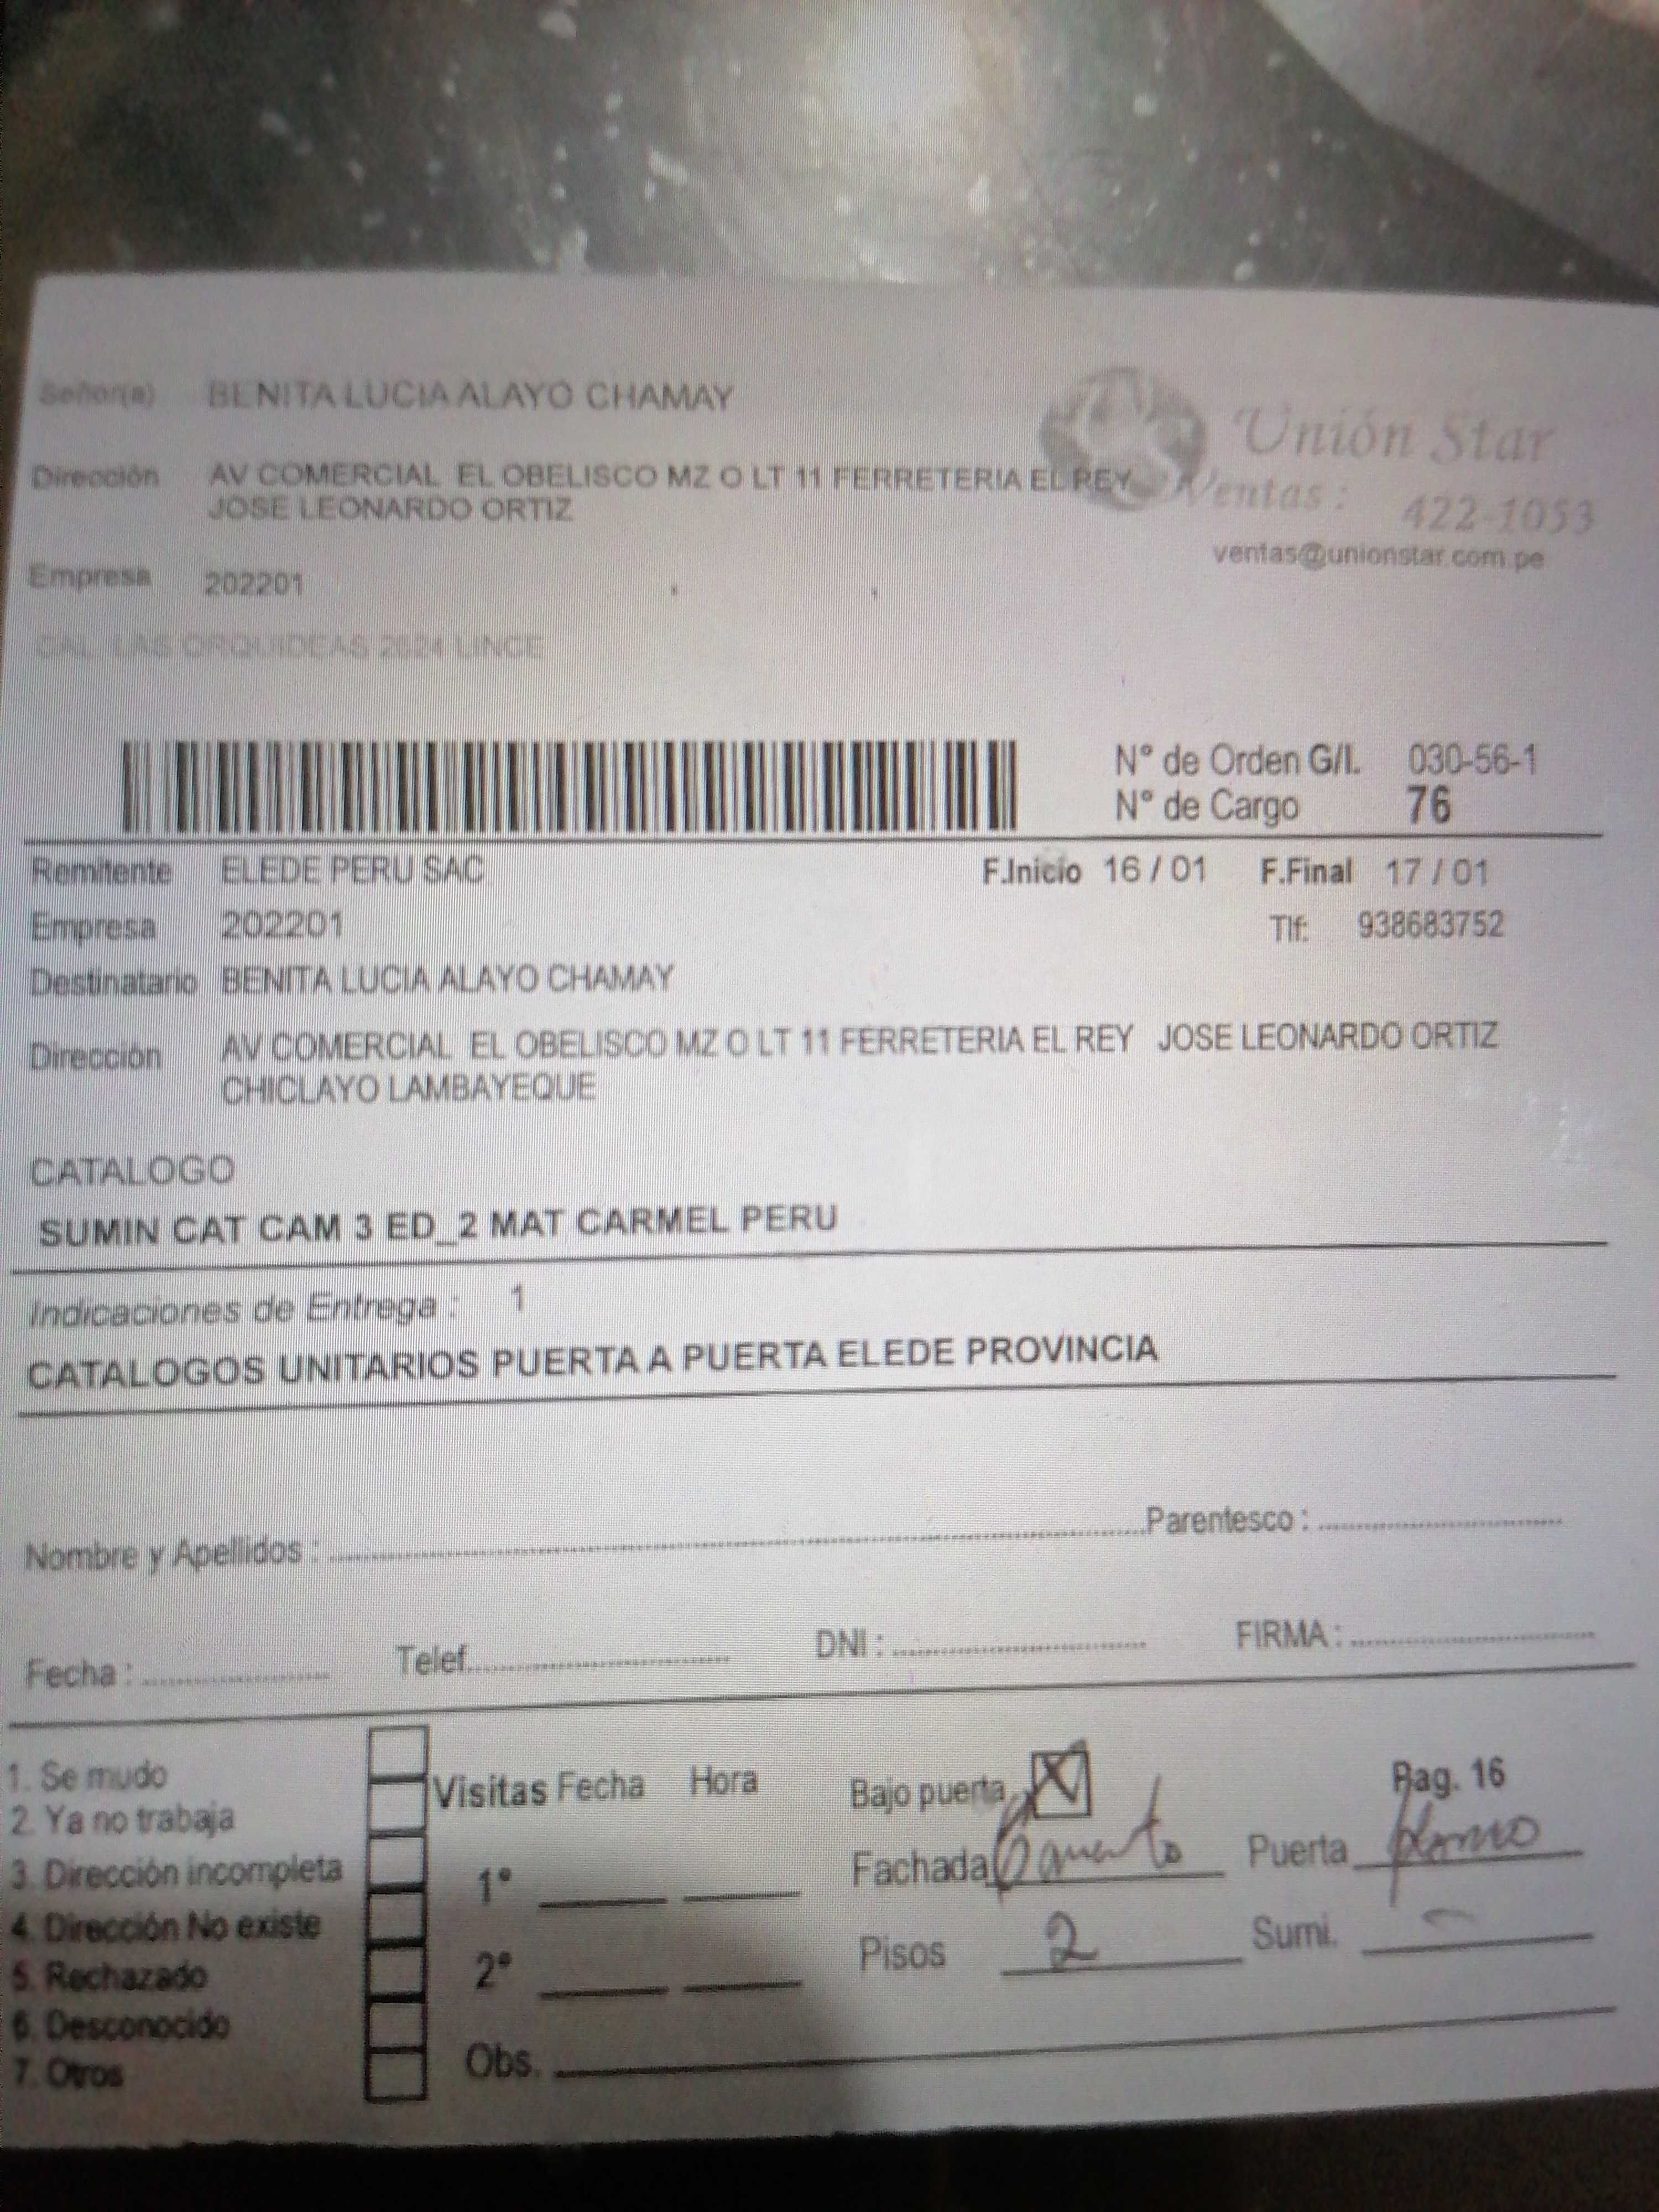 Señor(a) BENITA LUCIA ALAYO CHAMAY
Unión Star
Dirección AV COMERCIAL EL OBELISCO MZ O LT 11 FERRETERIA EL REY
JOSE LEONARDO ORTIZ
Ventas : 422-1053
ventas@unionstar.com.pe
Empresa 202201
CAL LAS ORQUIDEAS 2624 LINCE
N° de Orden G/I. 030-56-1
N° de Cargo 76
Remitente ELEDE PERU SAC F.Inicio 16 / 01 F.Final 17 / 01
Empresa 202201 Tlf: 938683752
Destinatario BENITA LUCIA ALAYO CHAMAY
Dirección AV COMERCIAL EL OBELISCO MZ O LT 11 FERRETERIA EL REY JOSE LEONARDO ORTIZ
CHICLAYO LAMBAYEQUE
CATALOGO
SUMIN CAT CAM 3 ED_2 MAT CARMEL PERU
Indicaciones de Entrega : 1
CATALOGOS UNITARIOS PUERTA A PUERTA ELEDE PROVINCIA
Nombre y Apellidos : Parentesco :
Fecha : Telef. DNI : FIRMA :
1. Se mudo
2. Ya no trabaja
3. Dirección incompleta
4. Dirección No existe
5. Rechazado
6. Desconocido
7. Otros
Visitas Fecha Hora
1°
2°
Obs.
Bajo puerta X Pag. 16
Fachada Puerta
Pisos 2 Sumi. -